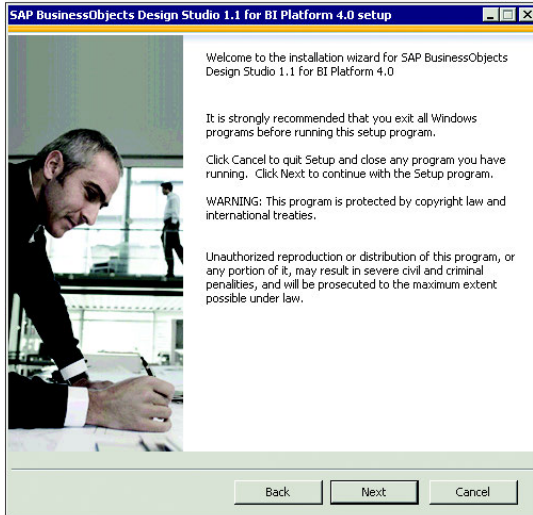 SAP BusinessObjects Design Studio 1.1 for BI Platform 4.0 setup
Welcome to the installation wizard for SAP BusinessObjects
Design Studio 1.1 for BI Platform 4.0
It is strongly recommended that you exit all Windows
programs before running this setup program.
Click Cancel to quit Setup and close any program you have
running. Click Next to continue with the Setup program.
WARNING: This program is protected by copyright law and
international treaties.
Unauthorized reproduction or distribution of this program, or
any portion of it, may result in severe civil and criminal
penalities, and will be prosecuted to the maximum extent
possible under law.
Back
Next
Cancel